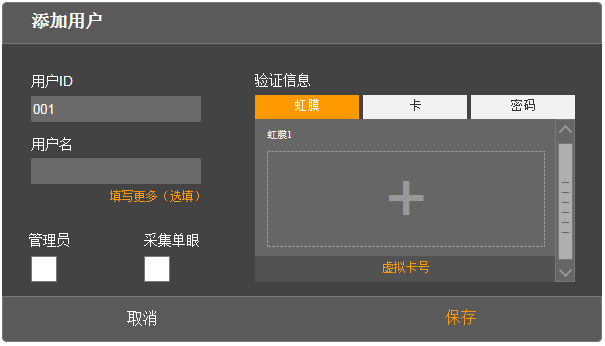 添加用户
用户ID
001
用户名
填写更多（选填）
管理员
采集单眼
验证信息
虹膜 卡 密码
虹膜1
虚拟卡号
取消 保存